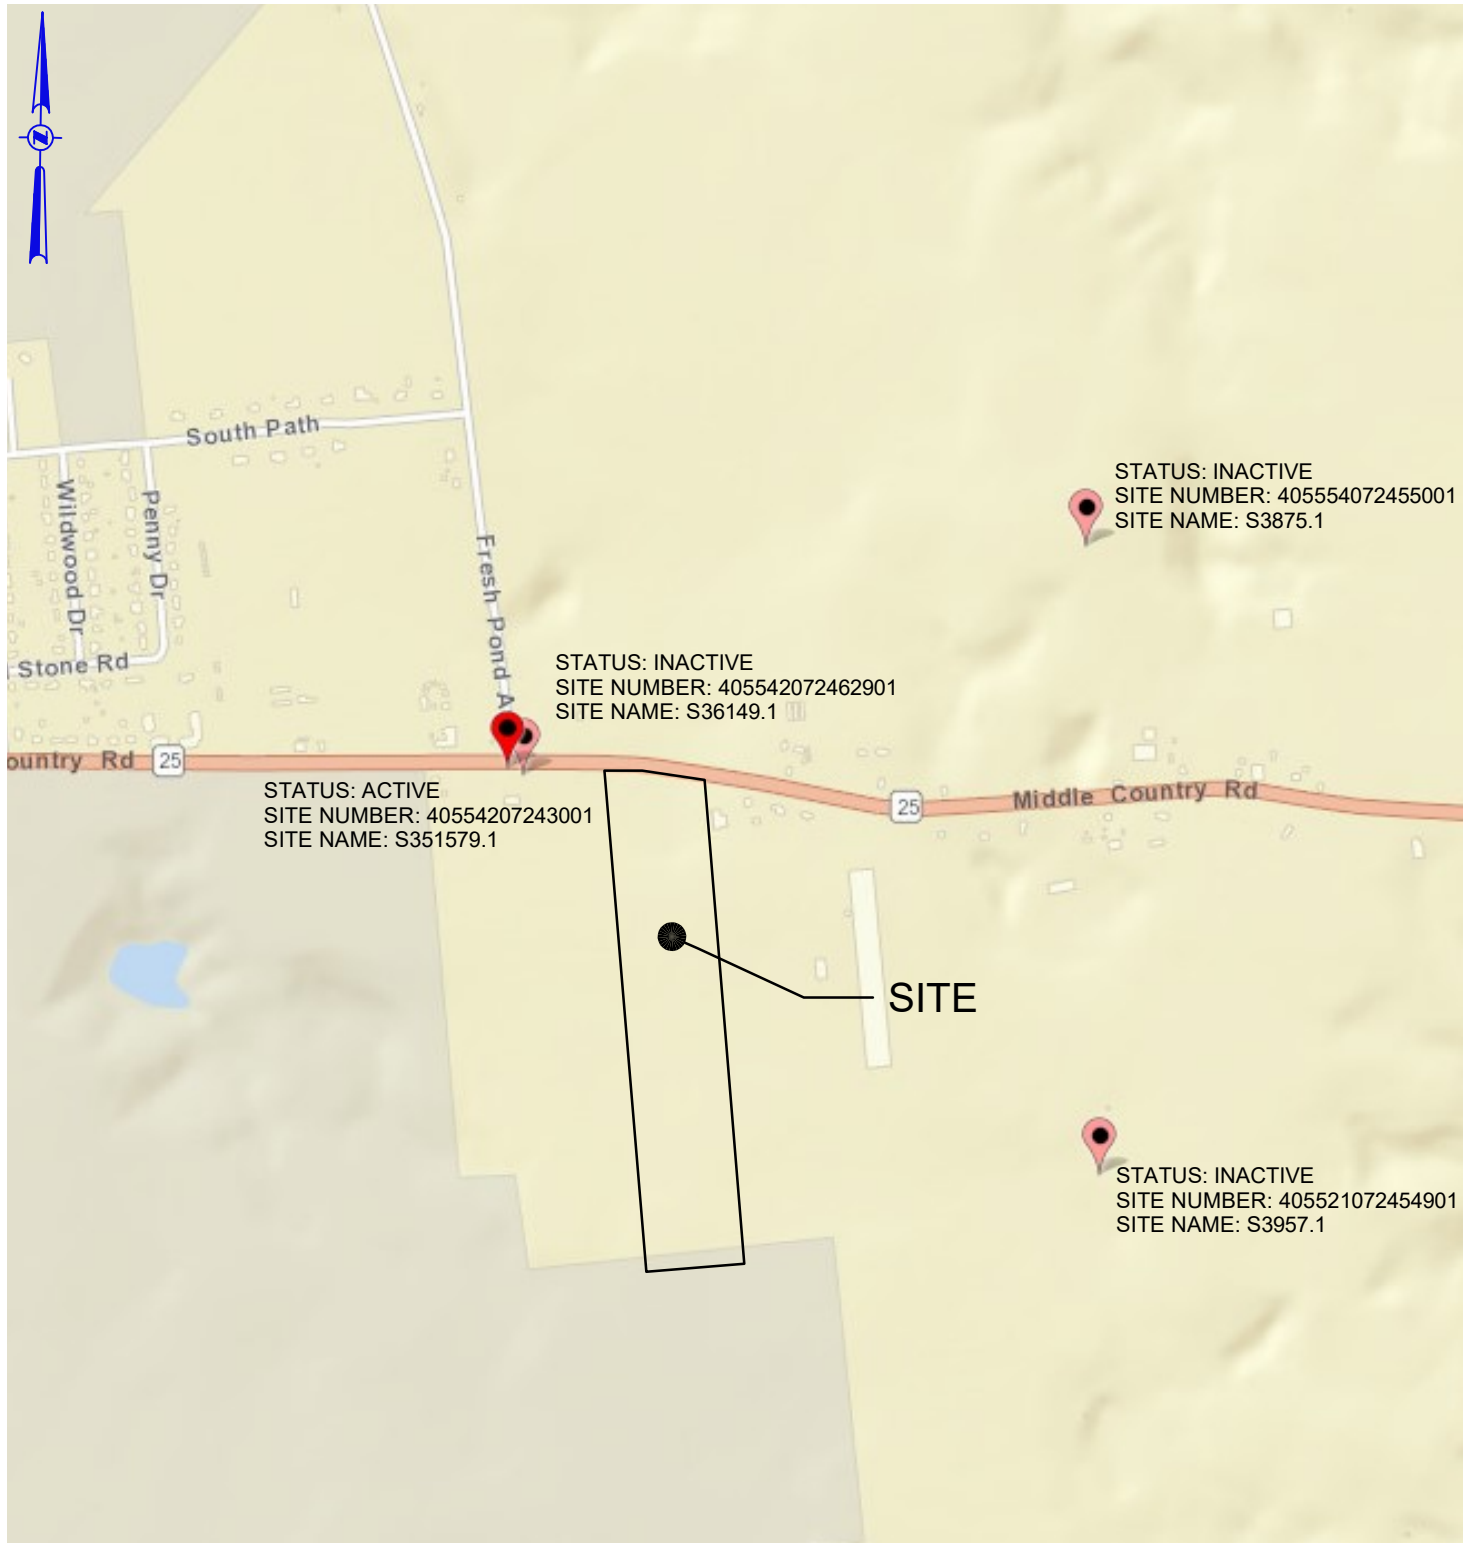 N
South Path
Wildwood Dr
Penny Dr
Fresh Pond A
Stone Rd
STATUS: INACTIVE
SITE NUMBER: 405554072455001
SITE NAME: S3875.1
STATUS: INACTIVE
SITE NUMBER: 405542072462901
SITE NAME: S36149.1
ountry Rd
25
STATUS: ACTIVE
SITE NUMBER: 40554207243001
SITE NAME: S351579.1
25
Middle Country Rd
SITE
STATUS: INACTIVE
SITE NUMBER: 405521072454901
SITE NAME: S3957.1